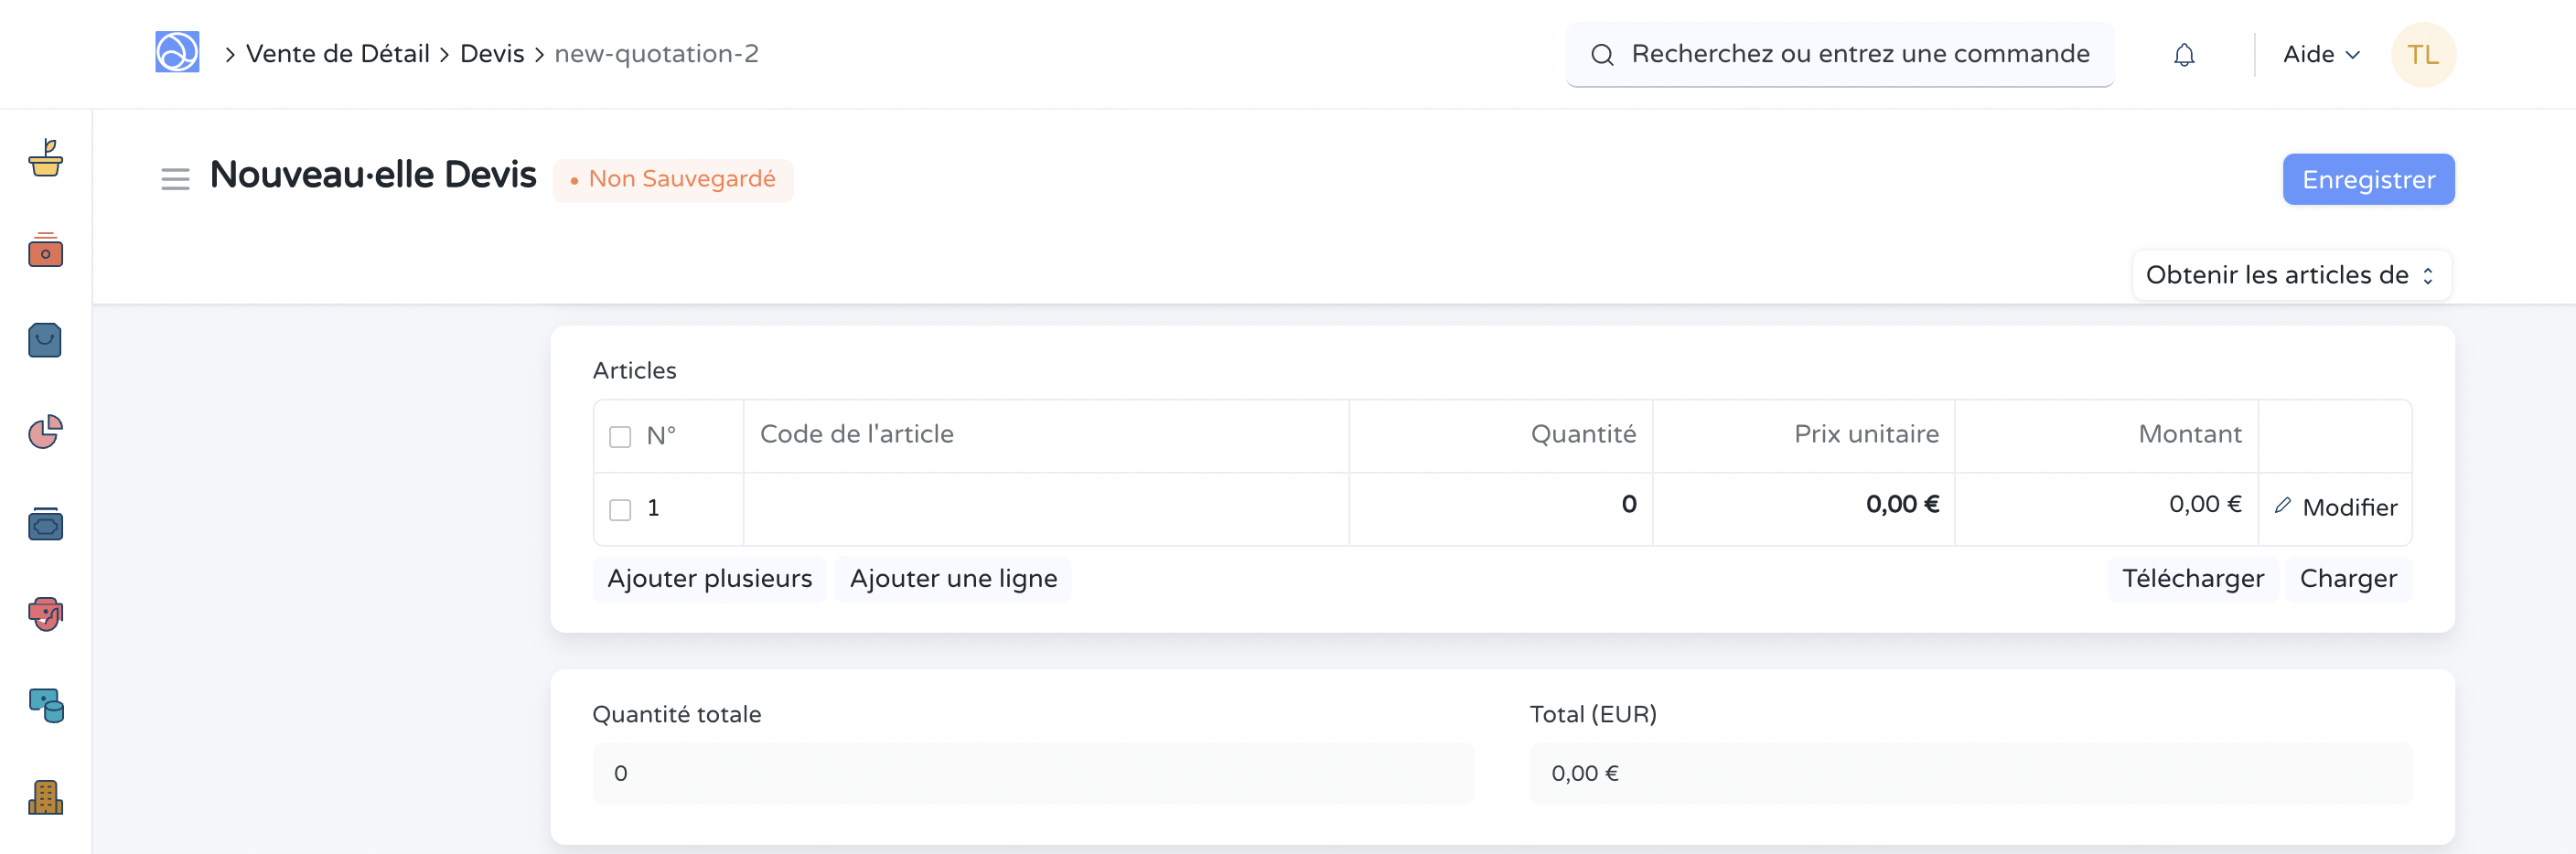 Vente de Détail > Devis > new-quotation-2
Recherchez ou entrez une commande
Aide
TL
Nouveau·elle Devis
• Non Sauvegardé
Enregistrer
Obtenir les articles de
Articles
N° Code de l'article Quantité Prix unitaire Montant
1 0 0,00 € 0,00 € Modifier
Ajouter plusieurs Ajouter une ligne Télécharger Charger
Quantité totale Total (EUR)
0 0,00 €